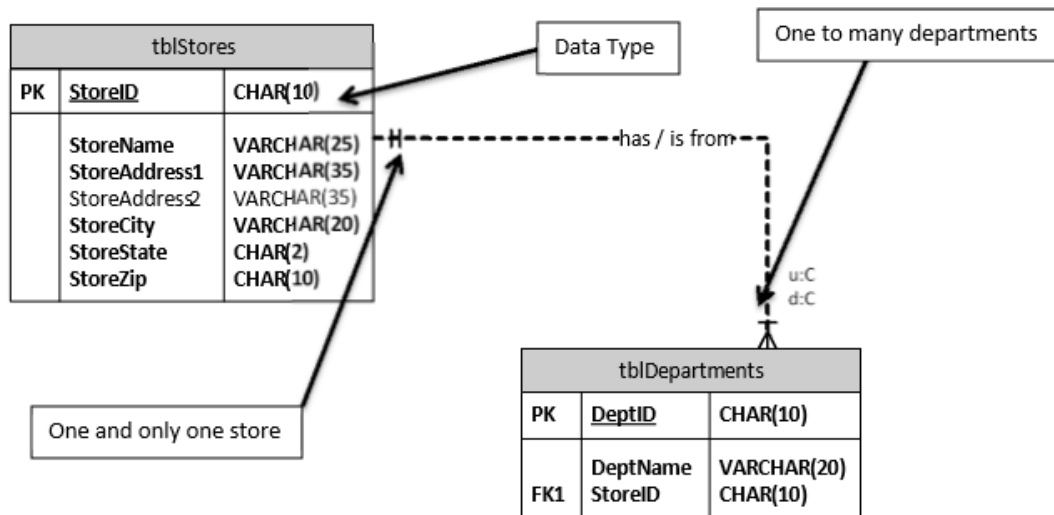 tblStores
PK StoreID CHAR(10)
StoreName VARCHAR(25)
StoreAddress1 VARCHAR(35)
StoreAddress2 VARCHAR(35)
StoreCity VARCHAR(20)
StoreState CHAR(2)
StoreZip CHAR(10)
Data Type
One to many departments
has / is from
u:C
d:C
One and only one store
tblDepartments
PK DeptID CHAR(10)
DeptName VARCHAR(20)
FK1 StoreID CHAR(10)